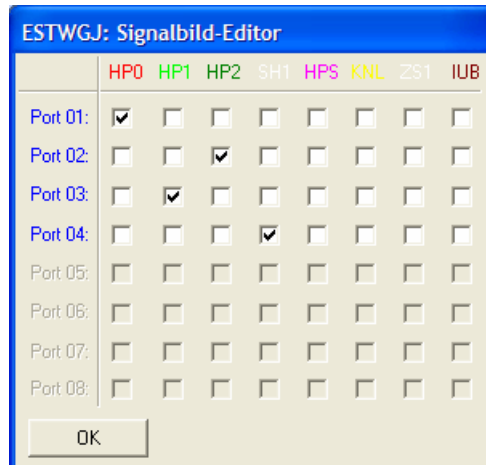 ESTWGJ: Signalbild-Editor
HP0 HP1 HP2 SH1 HPS KNL ZS1 IUB
Port 01:
Port 02:
Port 03:
Port 04:
Port 05:
Port 06:
Port 07:
Port 08:
OK